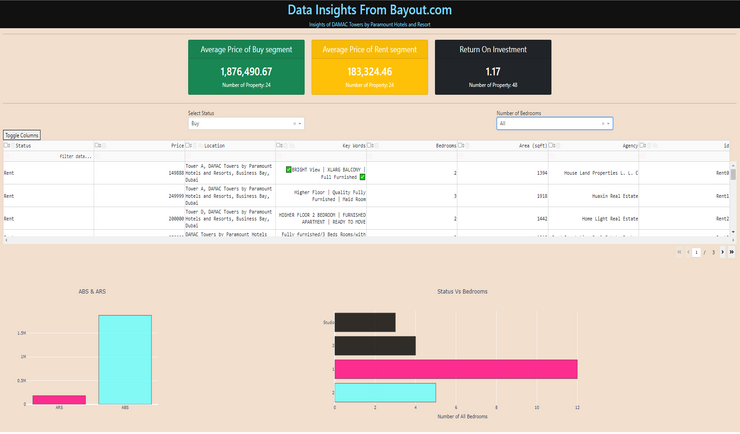 Data Insights From Bayout.com
Insights of DAMAC Towers by Paramount Hotels and Resort
Average Price of Buy segment
1,876,490.67
Number of Property: 24
Average Price of Rent segment
183,324.46
Number of Property: 24
Return On Investment
1.17
Number of Property: 48
Select Status
Buy
Number of Bedrooms
All
Toggle Columns
Status Price Location Key Words Bedrooms Area (sqft) Agency id
filter data...
Rent 149888 Tower A, DAMAC Towers by Paramount Hotels and Resorts, Business Bay, Dubai BRIGHT View | XLARG BALCONY | Full Furnished 2 1394 House Land Properties L. L. C Rent0
Rent 249999 Tower A, DAMAC Towers by Paramount Hotels and Resorts, Business Bay, Dubai Higher Floor | Quality Fully Furnished | Maid Room 3 1818 Huaxin Real Estate Rent1
Rent 200000 Tower D, DAMAC Towers by Paramount Hotels and Resorts, Business Bay, Dubai HIGHER FLOOR 2 BEDROOM | FURNISHED APARTMENT | READY TO MOVE 2 1442 Home Light Real Estate Rent2
DAMAC Towers by Paramount Hotels Fully Furnished/3 Beds Rooms/with
1 / 3
ABS & ARS
1.5M
1M
0.5M
0
ARS ABS
Status Vs Bedrooms
Studio
3
1
2
0 2 4 6 8 10 12
Number of All Bedrooms